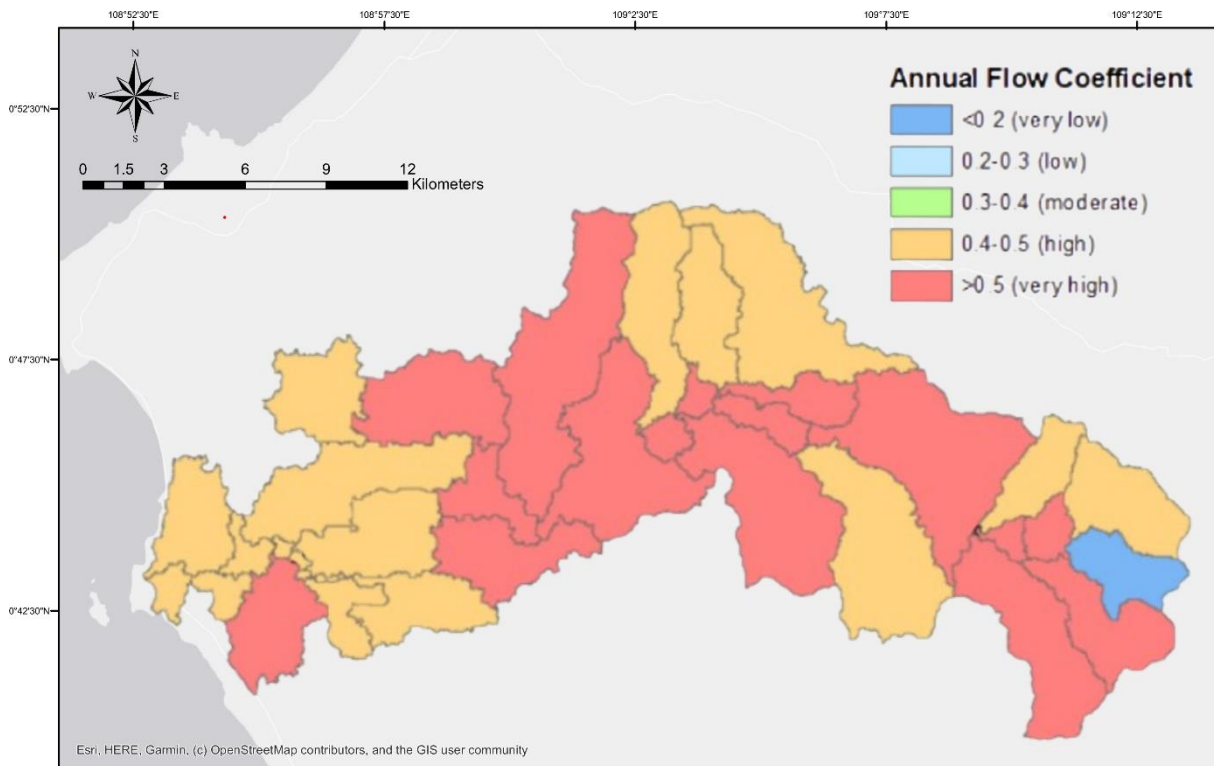 108°52'30"E 108°57'30"E 109°2'30"E 109°7'30"E 109°12'30"E
N
W E
S
0°52'30"N
0°47'30"N
0°42'30"N
0 1.5 3 6 9 12
Kilometers
Annual Flow Coefficient
<0 2 (very low)
0.2-0.3 (low)
0.3-0.4 (moderate)
0.4-0.5 (high)
>0.5 (very high)
Esri, HERE, Garmin, (c) OpenStreetMap contributors, and the GIS user community